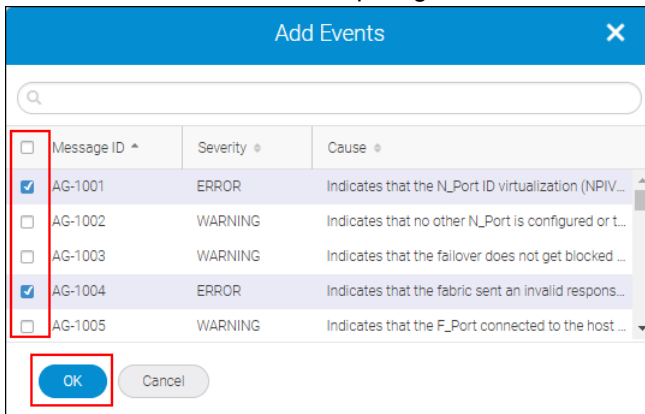 Add Events
Message ID Severity Cause
AG-1001 ERROR Indicates that the N_Port ID virtualization (NPIV...
AG-1002 WARNING Indicates that no other N_Port is configured or t...
AG-1003 WARNING Indicates that the failover does not get blocked ...
AG-1004 ERROR Indicates that the fabric sent an invalid respons...
AG-1005 WARNING Indicates that the F_Port connected to the host ...
OK Cancel